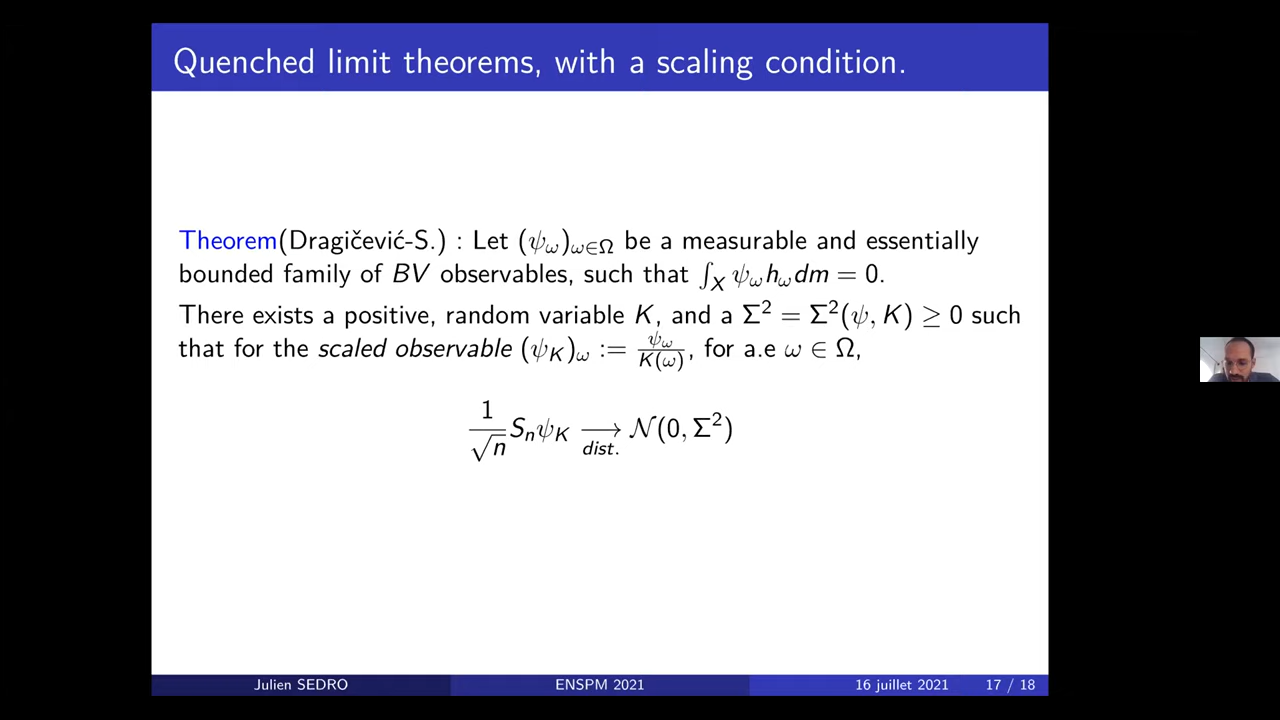 Quenched limit theorems, with a scaling condition.
Theorem(Dragičević-S.) : Let (ψ_ω)_{ω∈Ω} be a measurable and essentially
bounded family of BV observables, such that ∫_X ψ_ω h_ω dm = 0.
There exists a positive, random variable K, and a Σ² = Σ²(ψ, K) ≥ 0 such
that for the scaled observable (ψ_K)_ω := ψ_ω/K(ω), for a.e ω ∈ Ω,
1/√n S_n ψ_K ⟶_{dist.} 𝒩(0, Σ²)
Julien SEDRO ENSPM 2021 16 juillet 2021 17 / 18